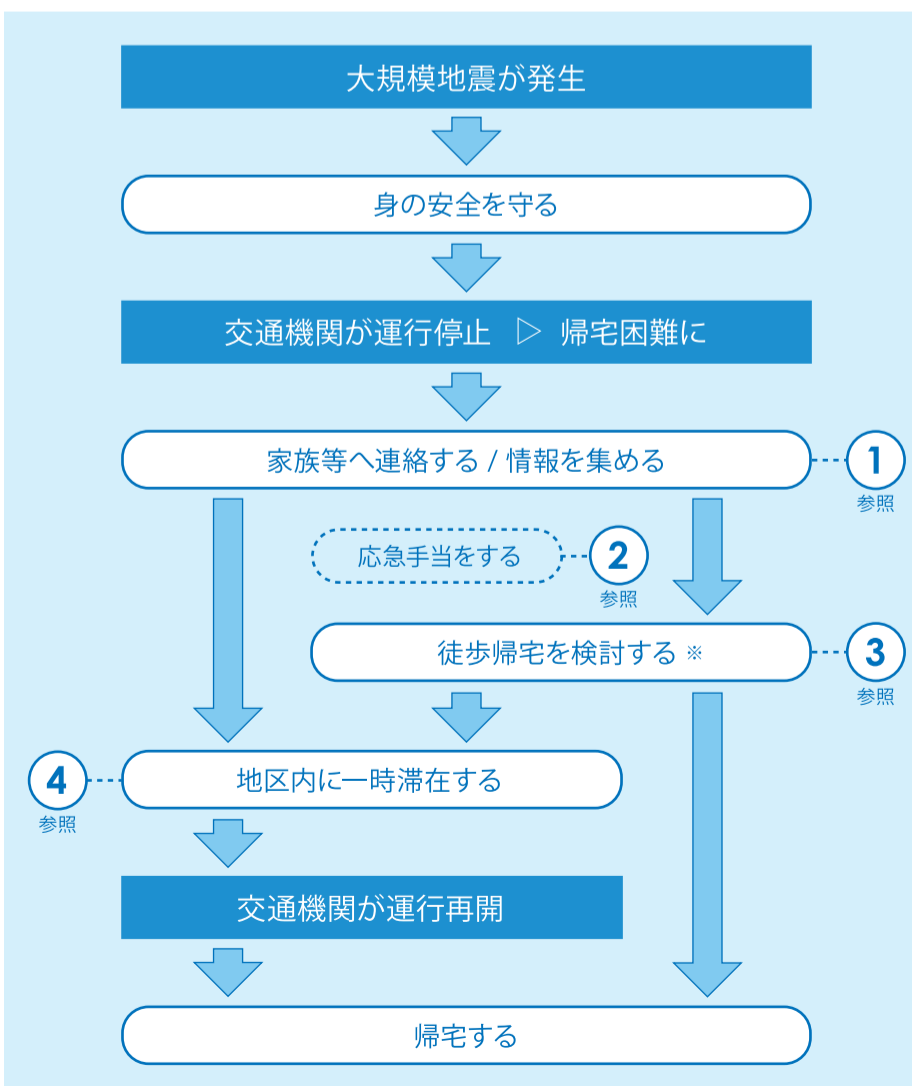 大規模地震が発生
身の安全を守る
交通機関が運行停止 ▷ 帰宅困難に
家族等へ連絡する / 情報を集める
1
参照
応急手当をする
2
参照
徒歩帰宅を検討する ※
3
参照
地区内に一時滞在する
4
参照
交通機関が運行再開
帰宅する